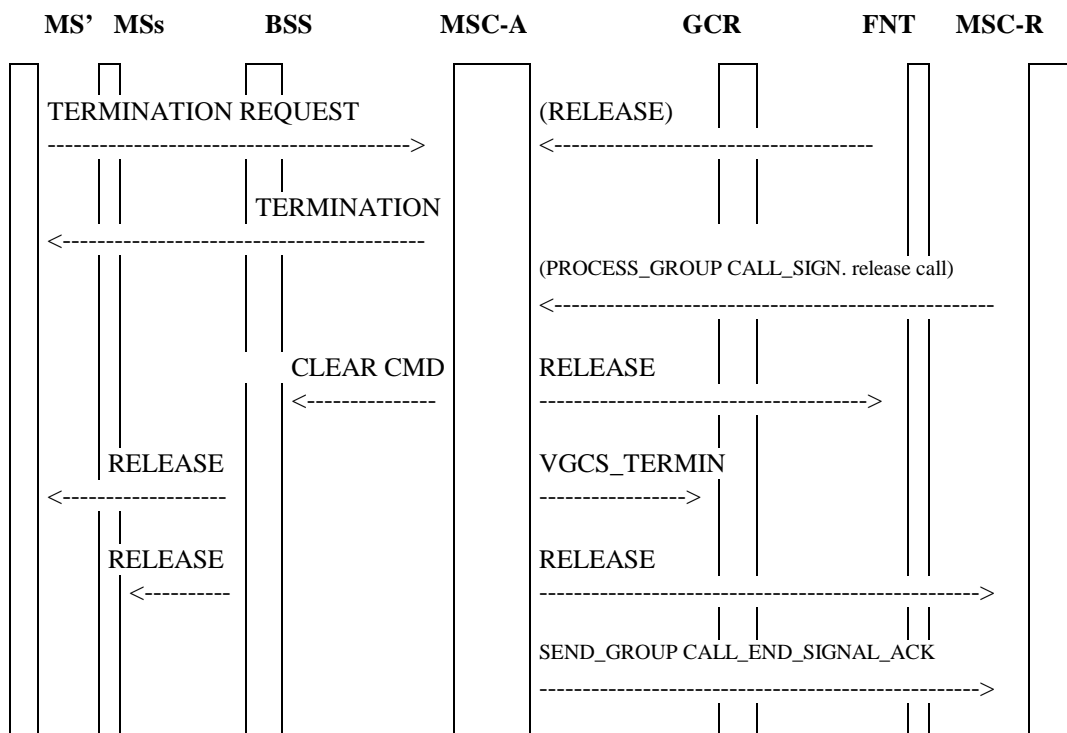 MS’ MSs BSS MSC-A GCR FNT MSC-R
TERMINATION REQUEST (RELEASE)
TERMINATION
(PROCESS_GROUP CALL_SIGN. release call)
CLEAR CMD RELEASE
RELEASE VGCS_TERMIN
RELEASE RELEASE
SEND_GROUP CALL_END_SIGNAL_ACK